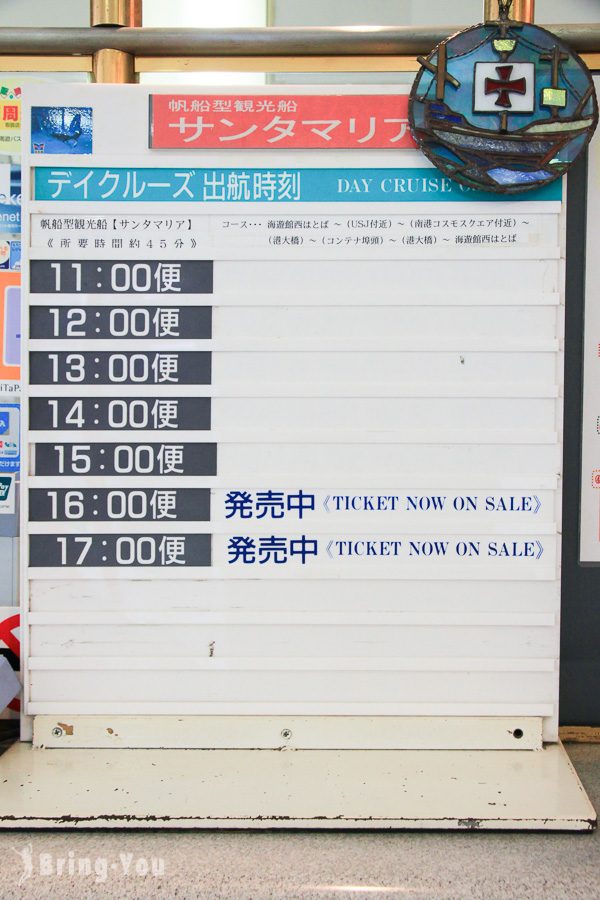 帆船型観光船
サンタマリア
デイクルーズ 出航時刻 DAY CRUISE
帆船型観光船【サンタマリア】
《所要時間約45分》
コース･･･ 海遊館西はとば ～（USJ付近）～（南港コスモスクエア付近）～
（港大橋）～（コンテナ埠頭）～（港大橋）～ 海遊館西はとば
11：00便
12：00便
13：00便
14：00便
15：00便
16：00便 発売中《TICKET NOW ON SALE》
17：00便 発売中《TICKET NOW ON SALE》
Bring-You